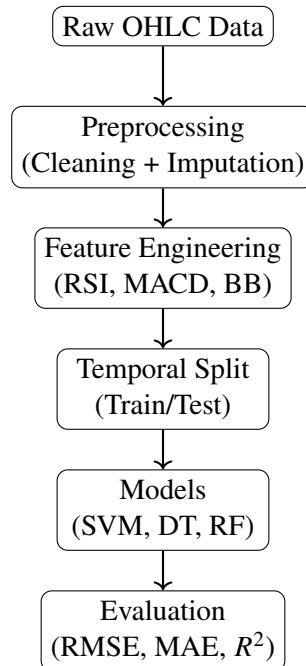 Raw OHLC Data
Preprocessing
(Cleaning + Imputation)
Feature Engineering
(RSI, MACD, BB)
Temporal Split
(Train/Test)
Models
(SVM, DT, RF)
Evaluation
(RMSE, MAE, R²)